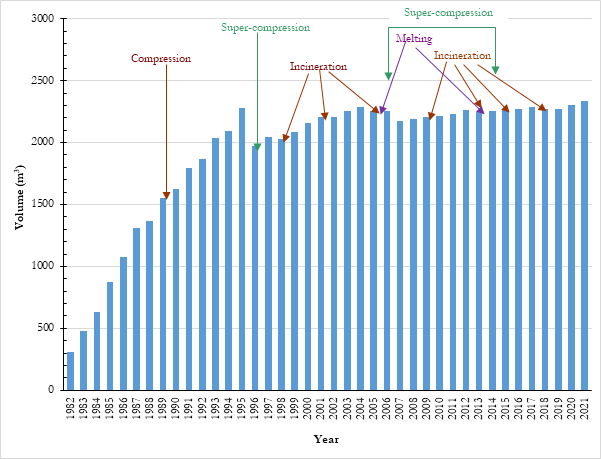 Super-compression
3000
Super-compression
Melting
Compression
Incineration
Incineration
2500
2000
1500
1000
500
0
Volume (m³)
1982 1983 1984 1985 1986 1987 1988 1989 1990 1991 1992 1993 1994 1995 1996 1997 1998 1999 2000 2001 2002 2003 2004 2005 2006 2007 2008 2009 2010 2011 2012 2013 2014 2015 2016 2017 2018 2019 2020 2021
Year